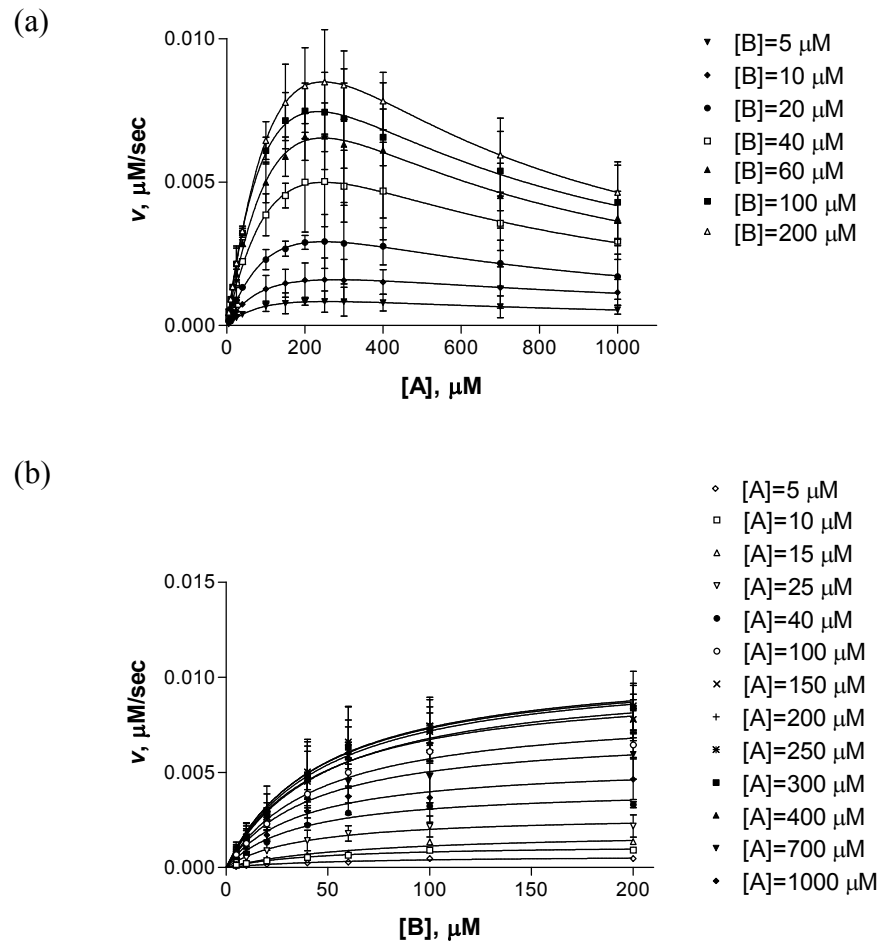 (a)
0.010
0.005
0.000
0 200 400 600 800 1000
v, μM/sec
[A], μM
[B]=5 μM
[B]=10 μM
[B]=20 μM
[B]=40 μM
[B]=60 μM
[B]=100 μM
[B]=200 μM
(b)
0.015
0.010
0.005
0.000
0 50 100 150 200
v, μM/sec
[B], μM
[A]=5 μM
[A]=10 μM
[A]=15 μM
[A]=25 μM
[A]=40 μM
[A]=100 μM
[A]=150 μM
[A]=200 μM
[A]=250 μM
[A]=300 μM
[A]=400 μM
[A]=700 μM
[A]=1000 μM